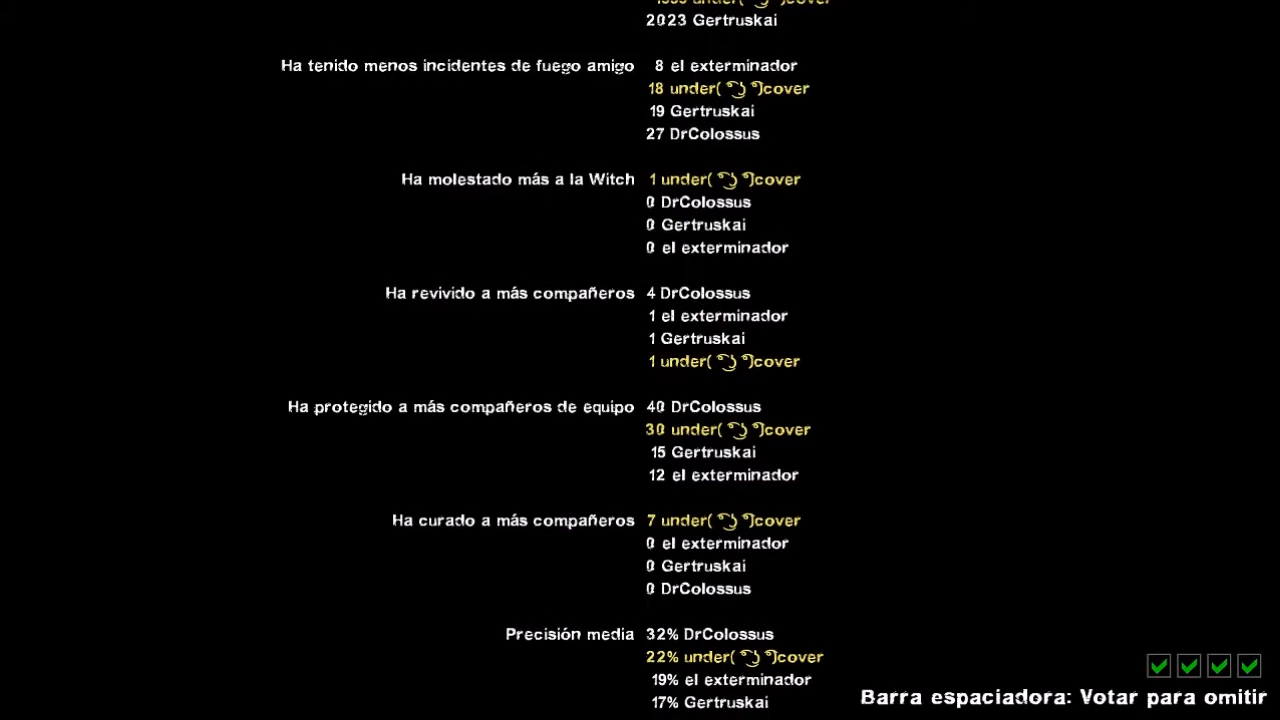 2023 Gertruskai
Ha tenido menos incidentes de fuego amigo 8 el exterminador
18 under( ͡° ͜ʖ ͡°)cover
19 Gertruskai
27 DrColossus
Ha molestado más a la Witch 1 under( ͡° ͜ʖ ͡°)cover
0 DrColossus
0 Gertruskai
0 el exterminador
Ha revivido a más compañeros 4 DrColossus
1 el exterminador
1 Gertruskai
1 under( ͡° ͜ʖ ͡°)cover
Ha protegido a más compañeros de equipo 40 DrColossus
30 under( ͡° ͜ʖ ͡°)cover
15 Gertruskai
12 el exterminador
Ha curado a más compañeros 7 under( ͡° ͜ʖ ͡°)cover
0 el exterminador
0 Gertruskai
0 DrColossus
Precisión media 32% DrColossus
22% under( ͡° ͜ʖ ͡°)cover
19% el exterminador
17% Gertruskai
Barra espaciadora: Votar para omitir